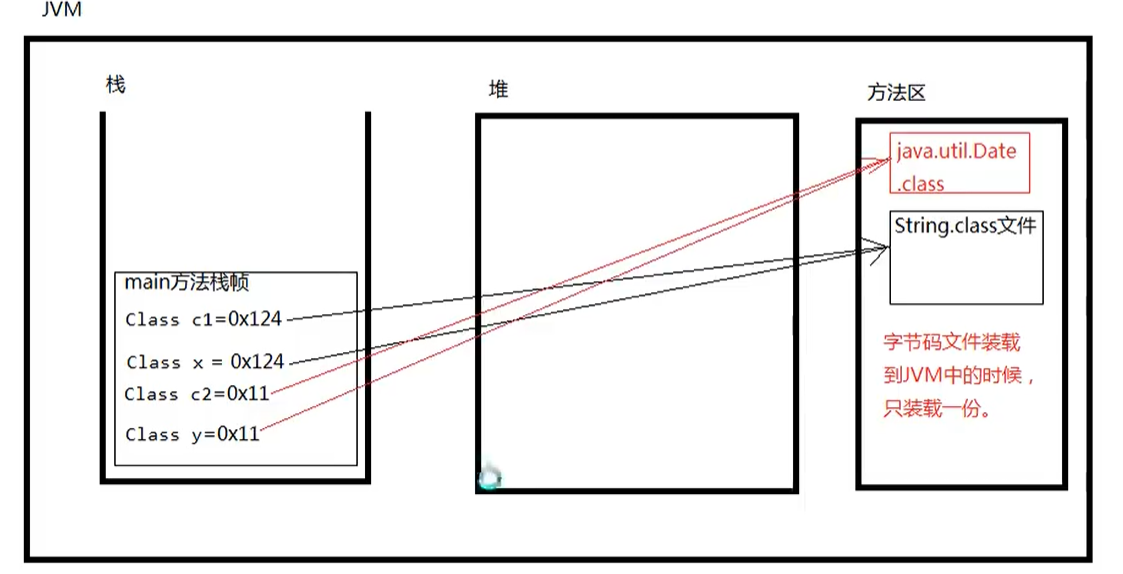 JVM
栈
堆
方法区
java.util.Date
.class
String.class文件
main方法栈帧
Class c1=0x124
Class x = 0x124
Class c2=0x11
Class y=0x11
字节码文件装载
到JVM中的时候，
只装载一份。